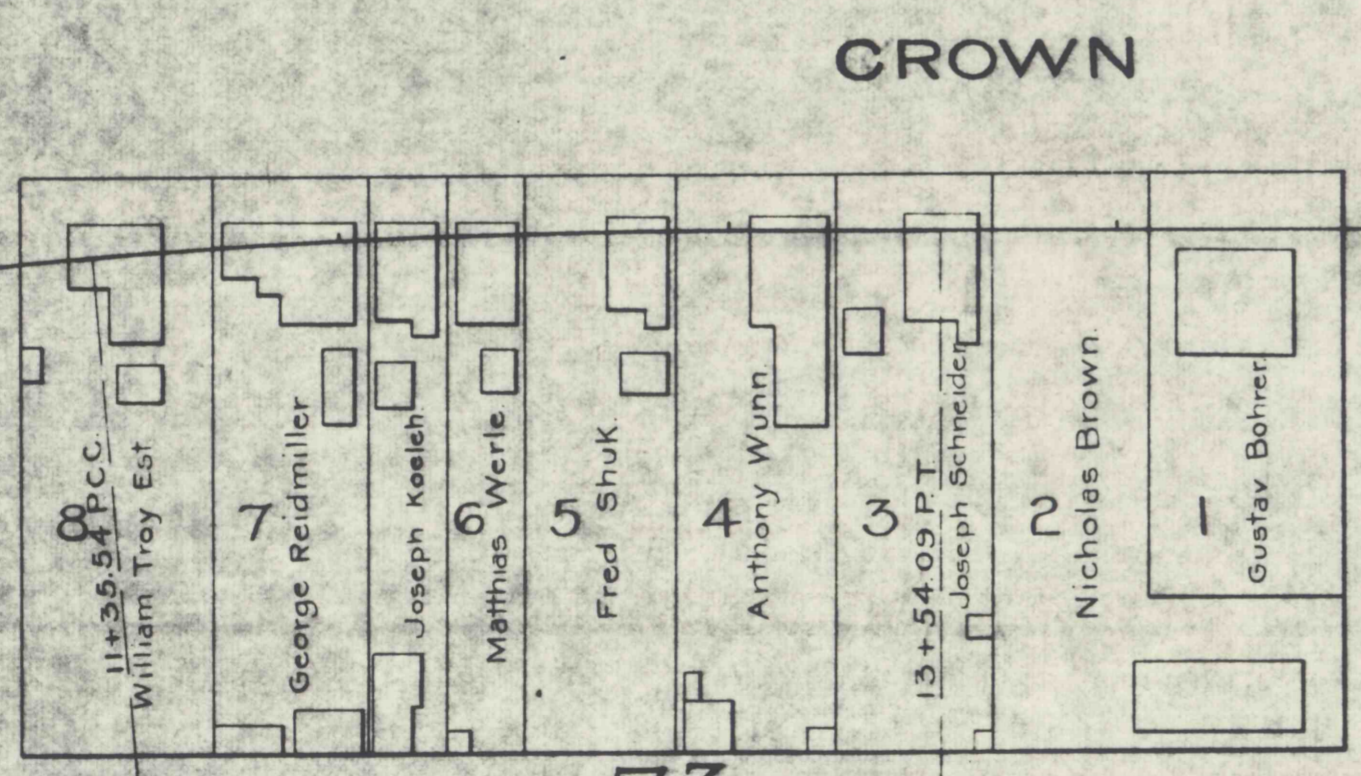 CROWN
8
11+35.54 P.C.C.
William Troy Est
7
George Reidmiller
Joseph Koelch
6
Matthias Werle
5
Fred Shuk.
4
Anthony Wunn
3
13+54.09 P.T.
Joseph Schneider
2
Nicholas Brown.
1
Gustav Bohrer.